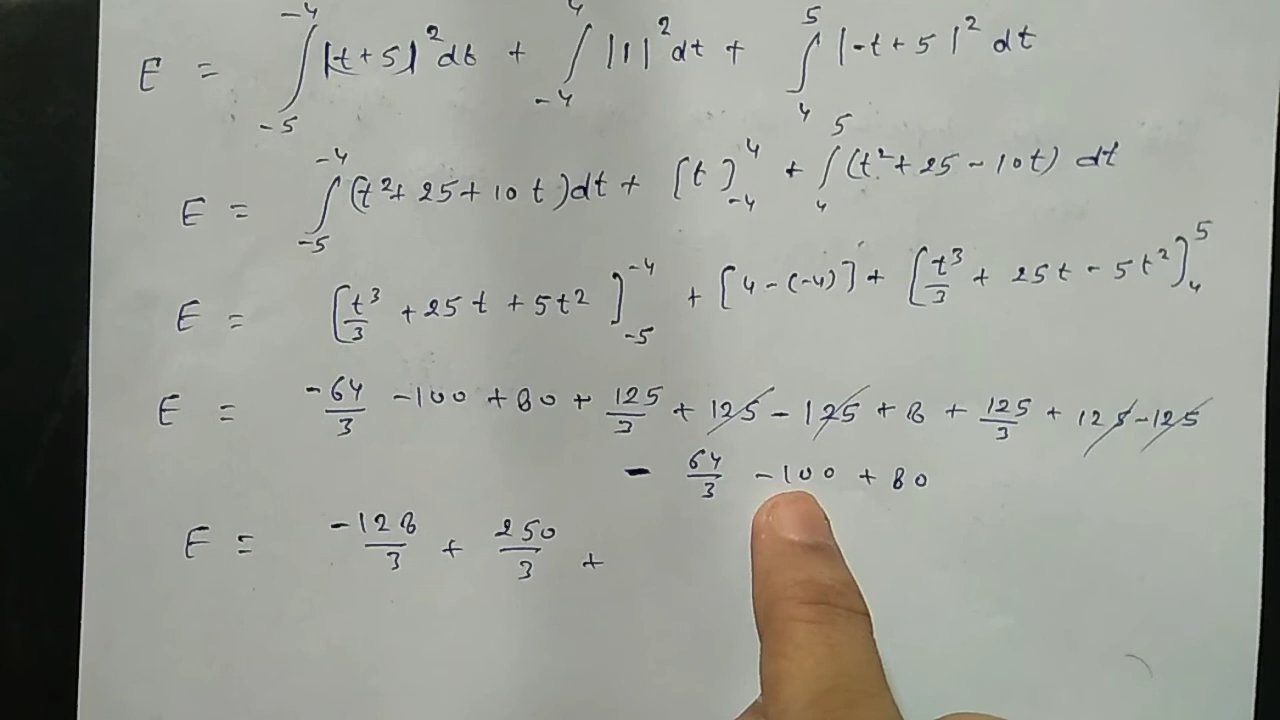 E = ∫_{-5}^{-4} |t+5|² dt + ∫_{-4}^{4} |1|² dt + ∫_{4}^{5} |-t+5|² dt
E = ∫_{-5}^{-4} (t²+25+10t)dt + [t]_{-4}^{4} + ∫_{4}^{5} (t²+25-10t) dt
E = [t³/3 +25t +5t²]_{-5}^{-4} + [4-(-4)] + [t³/3 + 25t - 5t²]_{4}^{5}
E = -64/3 -100 +80 + 125/3 + 125 - 125 + 8 + 125/3 + 125 - 125
- 64/3 -100 + 80
E = -128/3 + 250/3 +